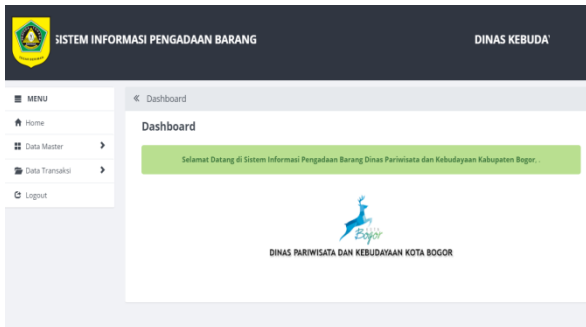 SISTEM INFORMASI PENGADAAN BARANG
DINAS KEBUDA
MENU
Home
Data Master
Data Transaksi
Logout
Dashboard
Dashboard
Selamat Datang di Sistem Informasi Pengadaan Barang Dinas Pariwisata dan Kebudayaan Kabupaten Bogor. .
Bogor
DINAS PARIWISATA DAN KEBUDAYAAN KOTA BOGOR